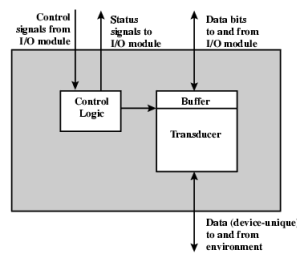 Control
signals from
I/O module
Status
signals to
I/O module
Data bits
to and from
I/O module
Control
Logic
Buffer
Transducer
Data (device-unique)
to and from
environment